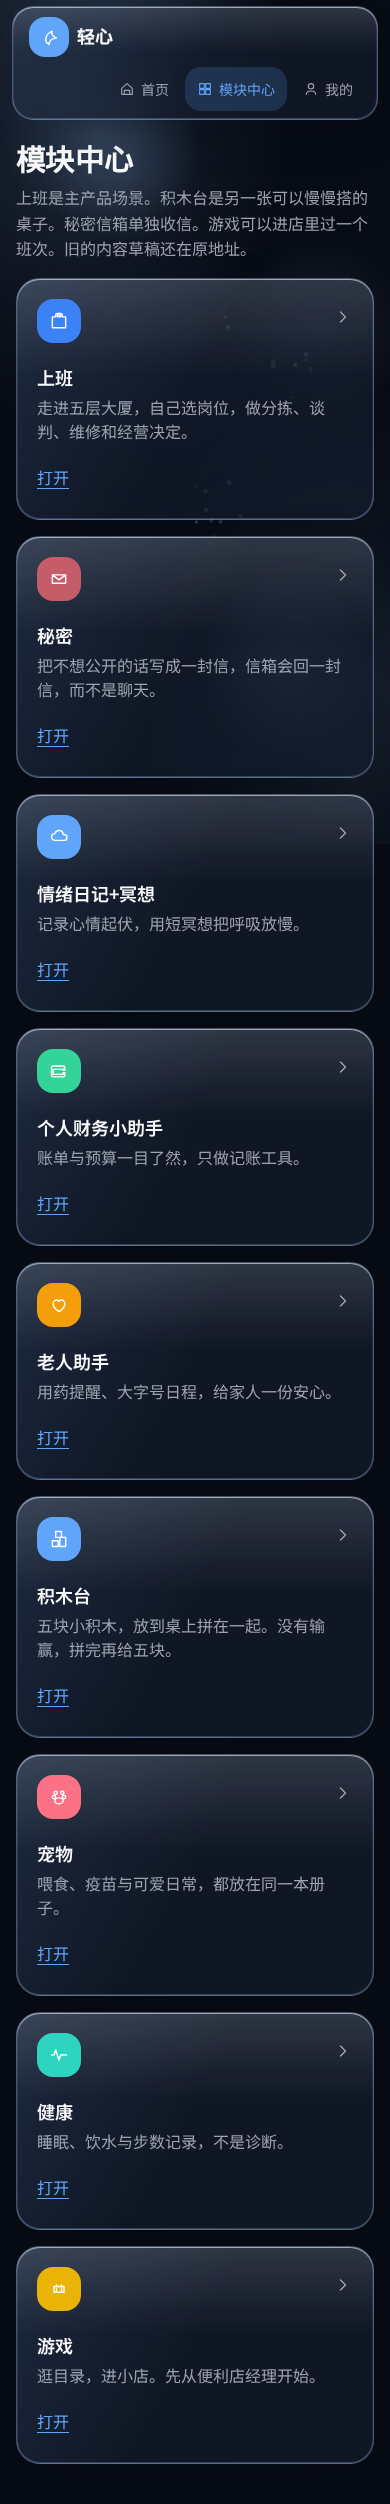 轻心
首页 模块中心 我的
模块中心
上班是主产品场景。积木台是另一张可以慢慢搭的
桌子。秘密信箱单独收信。游戏可以进店里过一个
班次。旧的内容草稿还在原地址。
上班
走进五层大厦，自己选岗位，做分拣、谈
判、维修和经营决定。
打开
秘密
把不想公开的话写成一封信，信箱会回一封
信，而不是聊天。
打开
情绪日记+冥想
记录心情起伏，用短冥想把呼吸放慢。
打开
个人财务小助手
账单与预算一目了然，只做记账工具。
打开
老人助手
用药提醒、大字号日程，给家人一份安心。
打开
积木台
五块小积木，放到桌上拼在一起。没有输
赢，拼完再给五块。
打开
宠物
喂食、疫苗与可爱日常，都放在同一本册
子。
打开
健康
睡眠、饮水与步数记录，不是诊断。
打开
游戏
逛目录，进小店。先从便利店经理开始。
打开